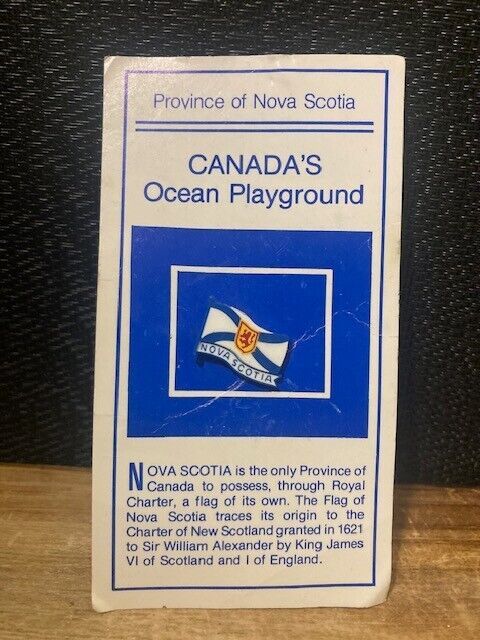 Province of Nova Scotia
CANADA'S
Ocean Playground
NOVA SCOTIA
NOVA SCOTIA is the only Province of
Canada to possess, through Royal
Charter, a flag of its own. The Flag of
Nova Scotia traces its origin to the
Charter of New Scotland granted in 1621
to Sir William Alexander by King James
VI of Scotland and I of England.